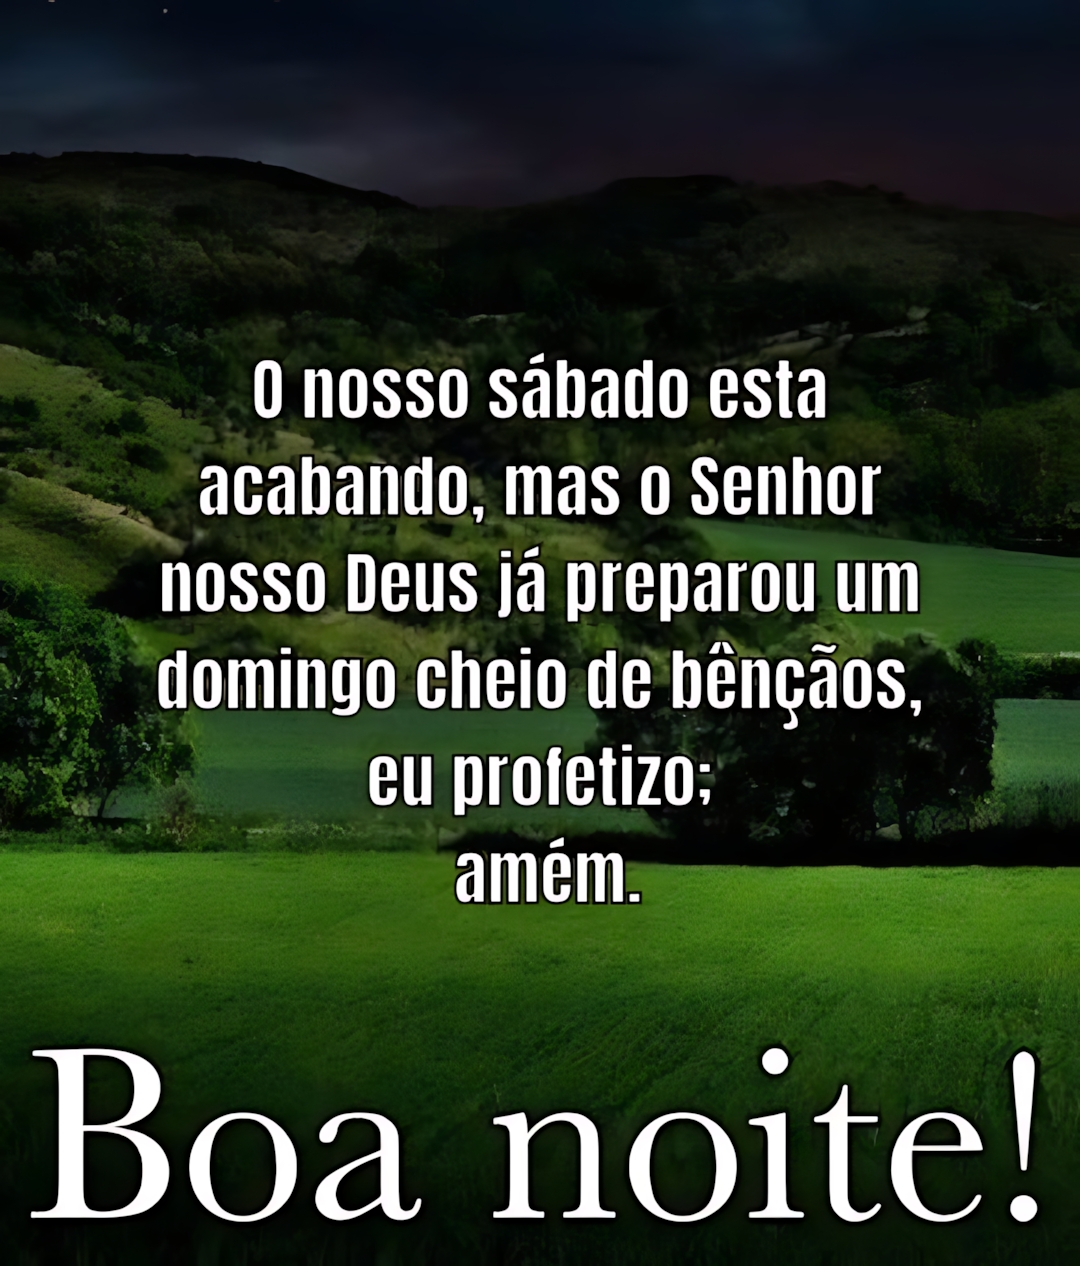 O nosso sábado esta
acabando, mas o Senhor
nosso Deus já preparou um
domingo cheio de bênçãos,
eu profetizo;
amém.
Boa noite!